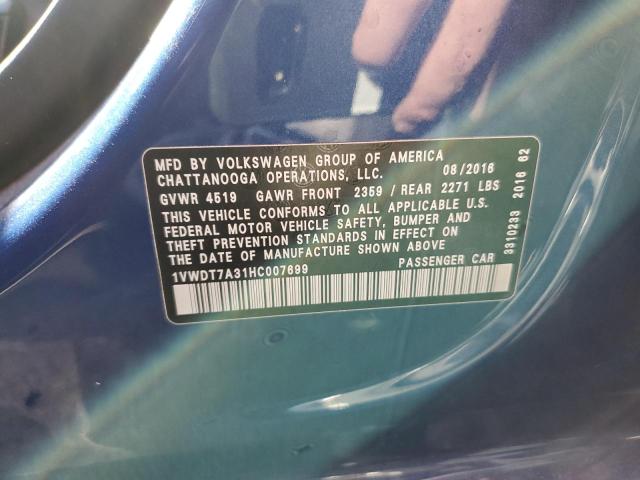 MFD BY VOLKSWAGEN GROUP OF AMERICA
CHATTANOOGA OPERATIONS, LLC. 08/2016
GVWR 4519 GAWR FRONT 2359 / REAR 2271 LBS
THIS VEHICLE CONFORMS TO ALL APPLICABLE U.S.
FEDERAL MOTOR VEHICLE SAFETY, BUMPER AND
THEFT PREVENTION STANDARDS IN EFFECT ON
THE DATE OF MANUFACTURE SHOWN ABOVE.
1VWDT7A31HC007699 PASSENGER CAR
3310233 2016 62